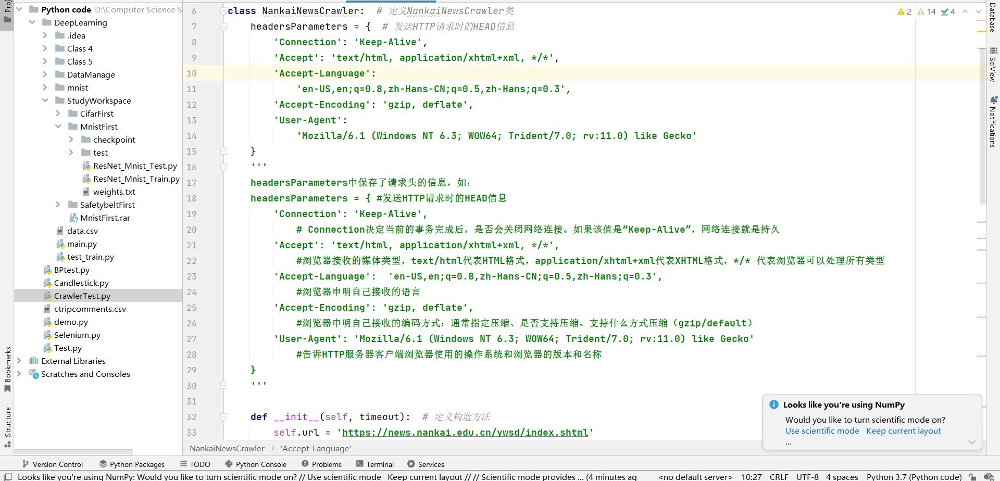 Proj
Python code D:\Computer Science S
DeepLearning
.idea
Class 4
Class 5
DataManage
mnist
StudyWorkspace
CifarFirst
MnistFirst
checkpoint
test
ResNet_Mnist_Test.py
ResNet_Mnist_Train.py
weights.txt
SafetybeltFirst
MnistFirst.rar
data.csv
main.py
test_train.py
BPtest.py
Candlestick.py
CrawlerTest.py
ctripcomments.csv
demo.py
Selenium.py
Test.py
External Libraries
Scratches and Consoles
Bookmarks
Structure
2 14 4
6 class NankaiNewsCrawler: # 定义NankaiNewsCrawler类
7 headersParameters = { # 发送HTTP请求时的HEAD信息
8 'Connection': 'Keep-Alive',
9 'Accept': 'text/html, application/xhtml+xml, */*',
10 'Accept-Language':
11 'en-US,en;q=0.8,zh-Hans-CN;q=0.5,zh-Hans;q=0.3',
12 'Accept-Encoding': 'gzip, deflate',
13 'User-Agent':
14 'Mozilla/6.1 (Windows NT 6.3; WOW64; Trident/7.0; rv:11.0) like Gecko'
15 }
16 '''
17 headersParameters中保存了请求头的信息，如：
18 headersParameters = { #发送HTTP请求时的HEAD信息
19 'Connection': 'Keep-Alive',
20 # Connection决定当前的事务完成后，是否会关闭网络连接。如果该值是“Keep-Alive”，网络连接就是持久
21 'Accept': 'text/html, application/xhtml+xml, */*',
22 #浏览器接收的媒体类型，text/html代表HTML格式，application/xhtml+xml代表XHTML格式，*/* 代表浏览器可以处理所有类型
23 'Accept-Language':  'en-US,en;q=0.8,zh-Hans-CN;q=0.5,zh-Hans;q=0.3',
24 #浏览器申明自己接收的语言
25 'Accept-Encoding': 'gzip, deflate',
26 #浏览器申明自己接收的编码方式：通常指定压缩、是否支持压缩、支持什么方式压缩（gzip/default）
27 'User-Agent': 'Mozilla/6.1 (Windows NT 6.3; WOW64; Trident/7.0; rv:11.0) like Gecko'
28 #告诉HTTP服务器客户端浏览器使用的操作系统和浏览器的版本和名称
29 }
30 '''
31
32 def __init__(self, timeout): # 定义构造方法
33 self.url = 'https://news.nankai.edu.cn/ywsd/index.shtml'
NankaiNewsCrawler › 'Accept-Language'
Database
SciView
Notifications
Looks like you're using NumPy
Would you like to turn scientific mode on?
Use scientific mode Keep current layout
...
Version Control Python Packages TODO Python Console Problems Terminal Services
Looks like you're using NumPy: Would you like to turn scientific mode on? // Use scientific mode Keep current layout // // Scientific mode provides ... (4 minutes ag <no default server> 10:27 CRLF UTF-8 4 spaces Python 3.7 (Python code)